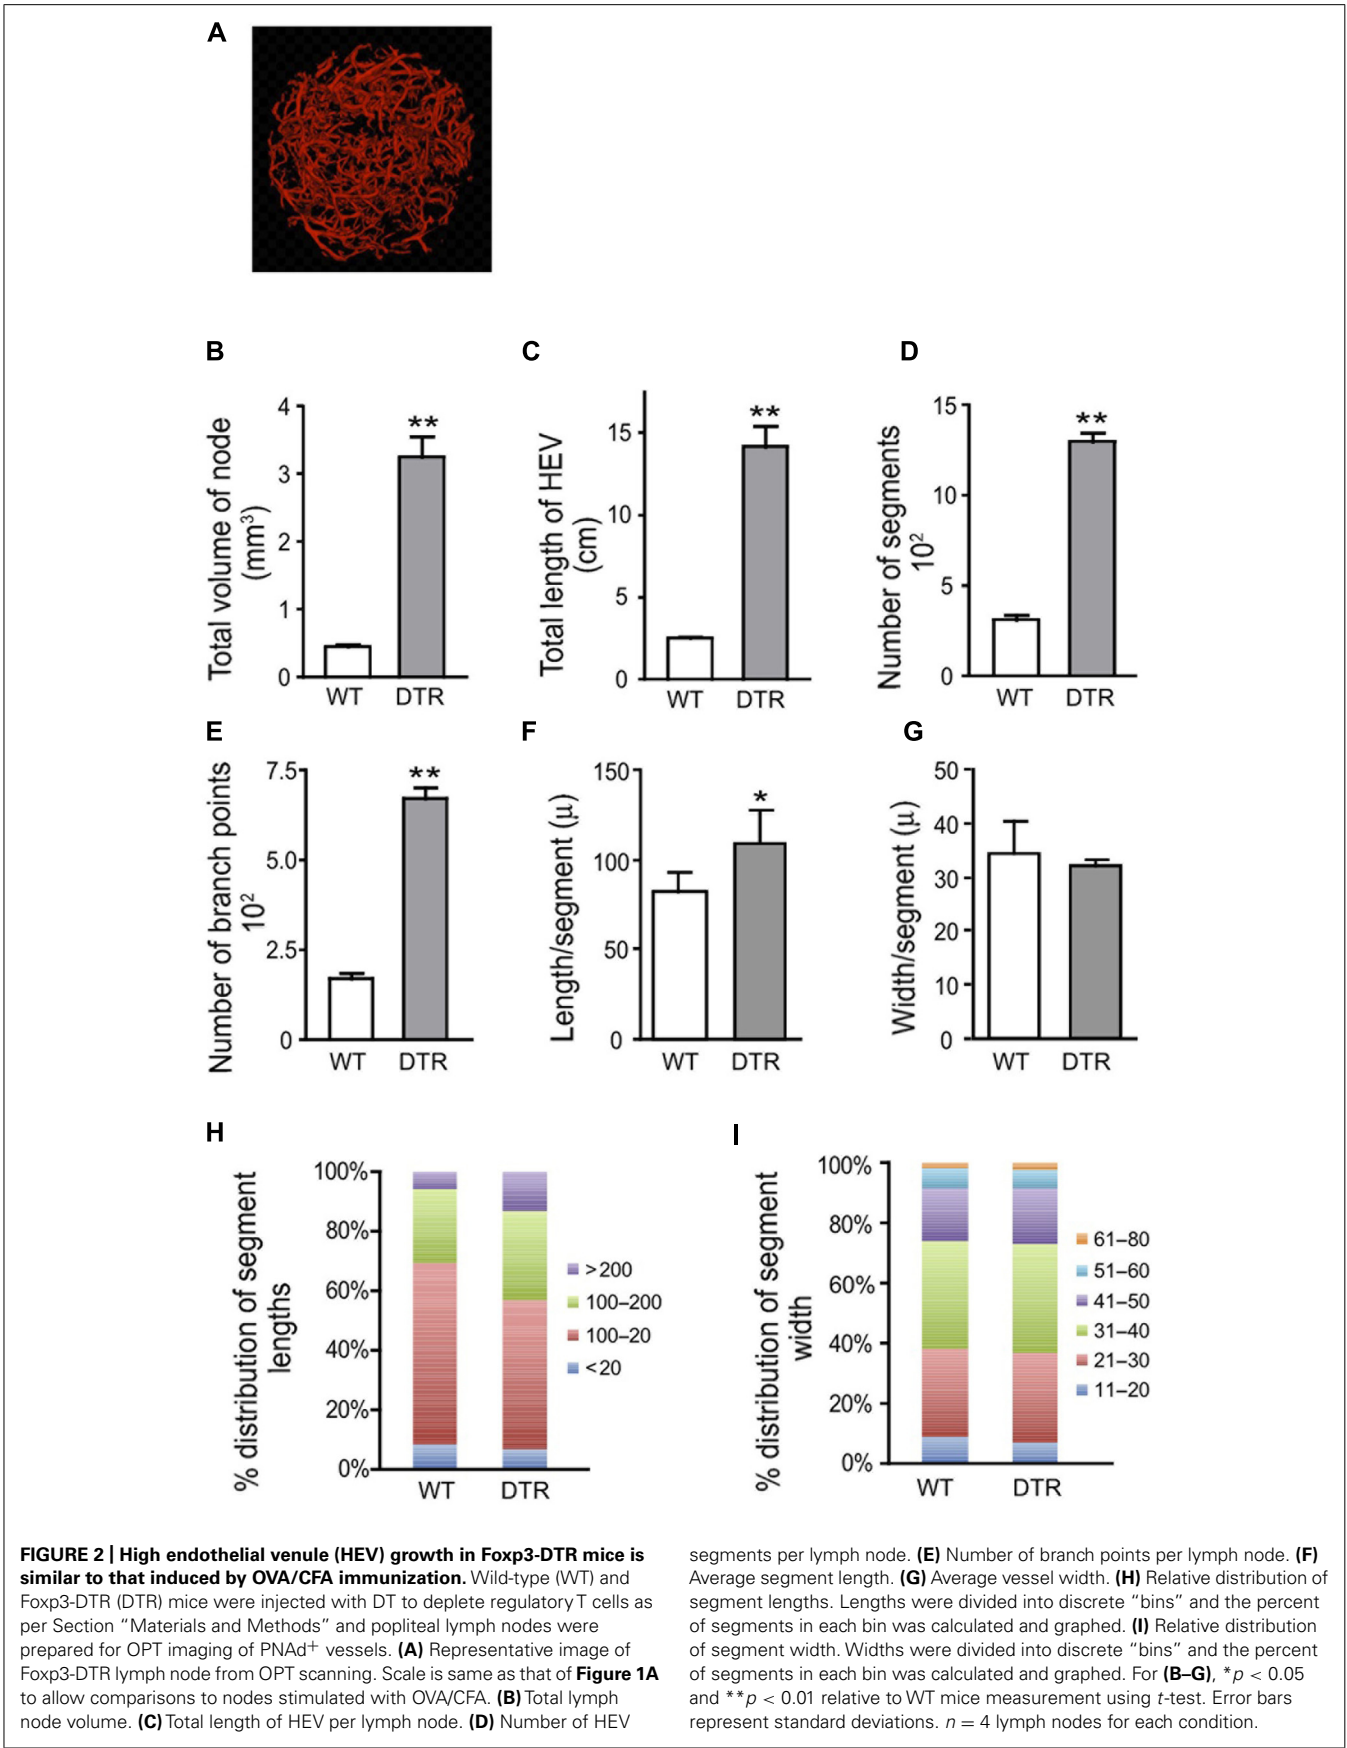 A
B
Total volume of node
(mm³)
4
3
2
1
0
**
WT DTR
C
Total length of HEV
(cm)
15
10
5
0
**
WT DTR
D
Number of segments
10²
15
10
5
0
**
WT DTR
E
Number of branch points
10²
7.5
5.0
2.5
0
**
WT DTR
F
Length/segment (μ)
150
100
50
0
*
WT DTR
G
Width/segment (μ)
50
40
30
20
10
0
WT DTR
H
% distribution of segment
lengths
100%
80%
60%
40%
20%
0%
WT DTR
>200
100–200
100–20
<20
I
% distribution of segment
width
100%
80%
60%
40%
20%
0%
WT DTR
61–80
51–60
41–50
31–40
21–30
11–20
FIGURE 2 | High endothelial venule (HEV) growth in Foxp3-DTR mice is
similar to that induced by OVA/CFA immunization. Wild-type (WT) and
Foxp3-DTR (DTR) mice were injected with DT to deplete regulatory T cells as
per Section “Materials and Methods” and popliteal lymph nodes were
prepared for OPT imaging of PNAd⁺ vessels. (A) Representative image of
Foxp3-DTR lymph node from OPT scanning. Scale is same as that of Figure 1A
to allow comparisons to nodes stimulated with OVA/CFA. (B) Total lymph
node volume. (C) Total length of HEV per lymph node. (D) Number of HEV
segments per lymph node. (E) Number of branch points per lymph node. (F)
Average segment length. (G) Average vessel width. (H) Relative distribution of
segment lengths. Lengths were divided into discrete “bins” and the percent
of segments in each bin was calculated and graphed. (I) Relative distribution
of segment width. Widths were divided into discrete “bins” and the percent
of segments in each bin was calculated and graphed. For (B–G), *p < 0.05
and **p < 0.01 relative to WT mice measurement using t-test. Error bars
represent standard deviations. n = 4 lymph nodes for each condition.